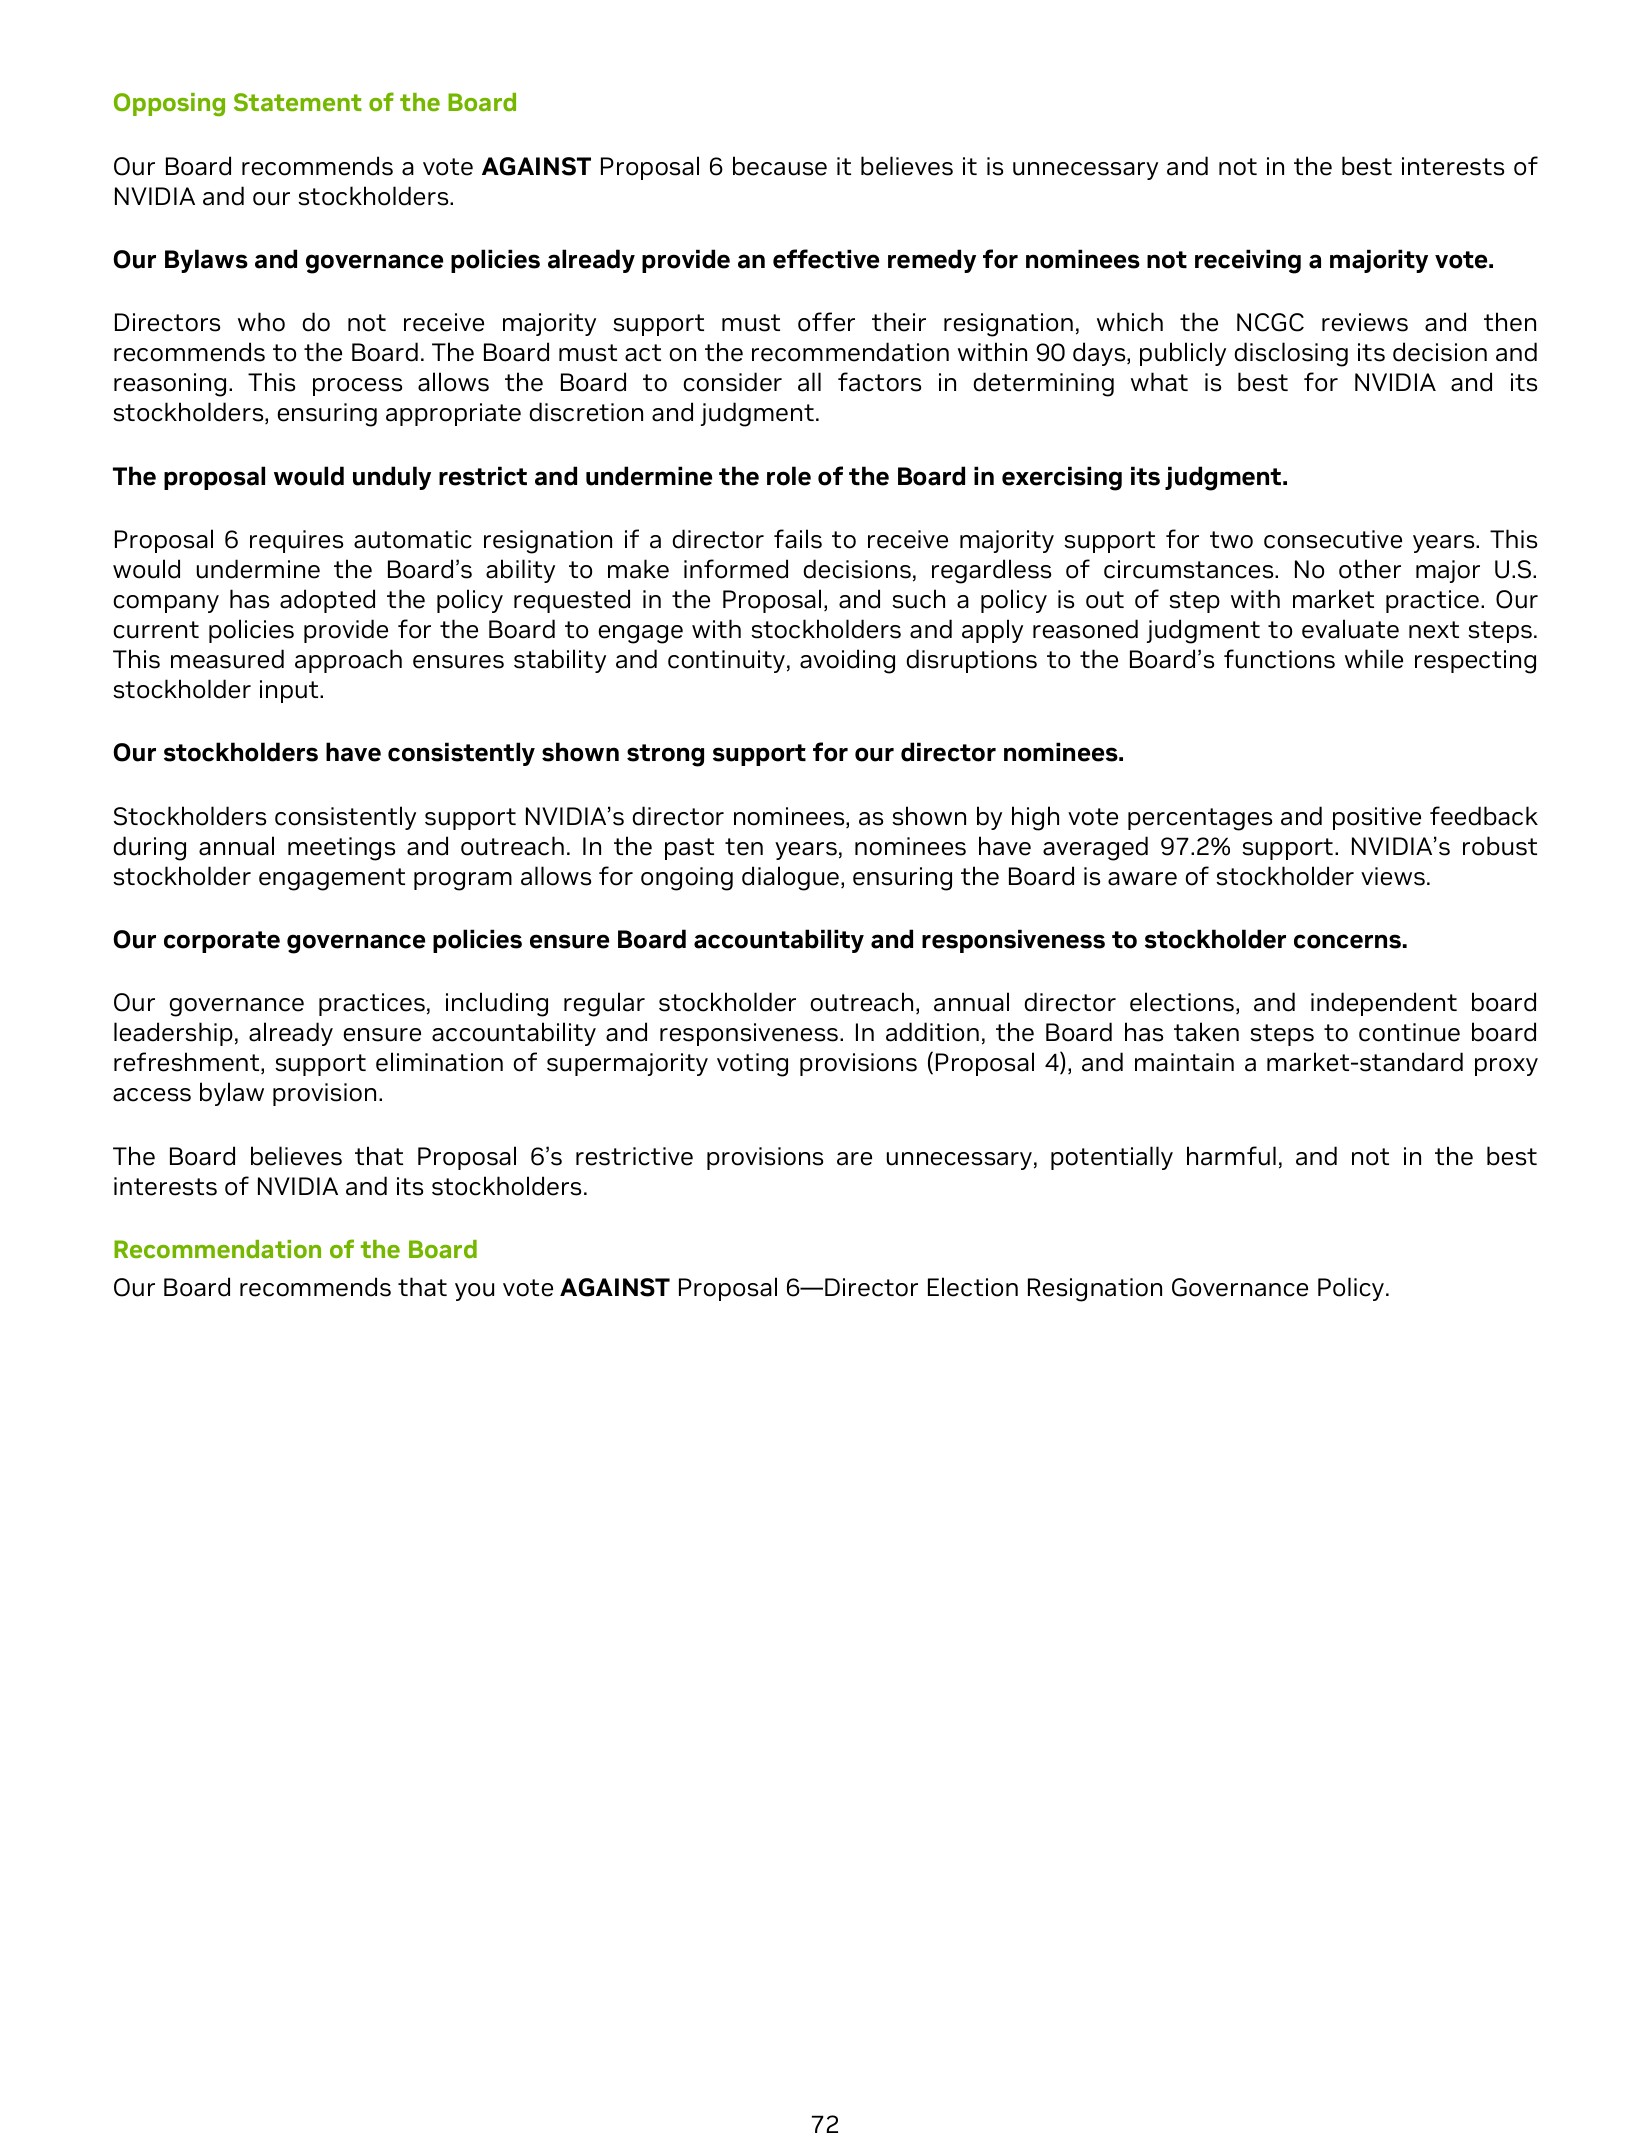 Opposing Statement of the Board
Our Board recommends a vote AGAINST Proposal 6 because it believes it is unnecessary and not in the best interests of
NVIDIA and our stockholders.
Our Bylaws and governance policies already provide an effective remedy for nominees not receiving a majority vote.
Directors who do not receive majority support must offer their resignation, which the NCGC reviews and then
recommends to the Board. The Board must act on the recommendation within 90 days, publicly disclosing its decision and
reasoning. This process allows the Board to consider all factors in determining what is best for NVIDIA and its
stockholders, ensuring appropriate discretion and judgment.
The proposal would unduly restrict and undermine the role of the Board in exercising its judgment.
Proposal 6 requires automatic resignation if a director fails to receive majority support for two consecutive years. This
would undermine the Board’s ability to make informed decisions, regardless of circumstances. No other major U.S.
company has adopted the policy requested in the Proposal, and such a policy is out of step with market practice. Our
current policies provide for the Board to engage with stockholders and apply reasoned judgment to evaluate next steps.
This measured approach ensures stability and continuity, avoiding disruptions to the Board’s functions while respecting
stockholder input.
Our stockholders have consistently shown strong support for our director nominees.
Stockholders consistently support NVIDIA’s director nominees, as shown by high vote percentages and positive feedback
during annual meetings and outreach. In the past ten years, nominees have averaged 97.2% support. NVIDIA’s robust
stockholder engagement program allows for ongoing dialogue, ensuring the Board is aware of stockholder views.
Our corporate governance policies ensure Board accountability and responsiveness to stockholder concerns.
Our governance practices, including regular stockholder outreach, annual director elections, and independent board
leadership, already ensure accountability and responsiveness. In addition, the Board has taken steps to continue board
refreshment, support elimination of supermajority voting provisions (Proposal 4), and maintain a market-standard proxy
access bylaw provision.
The Board believes that Proposal 6’s restrictive provisions are unnecessary, potentially harmful, and not in the best
interests of NVIDIA and its stockholders.
Recommendation of the Board
Our Board recommends that you vote AGAINST Proposal 6—Director Election Resignation Governance Policy.
72